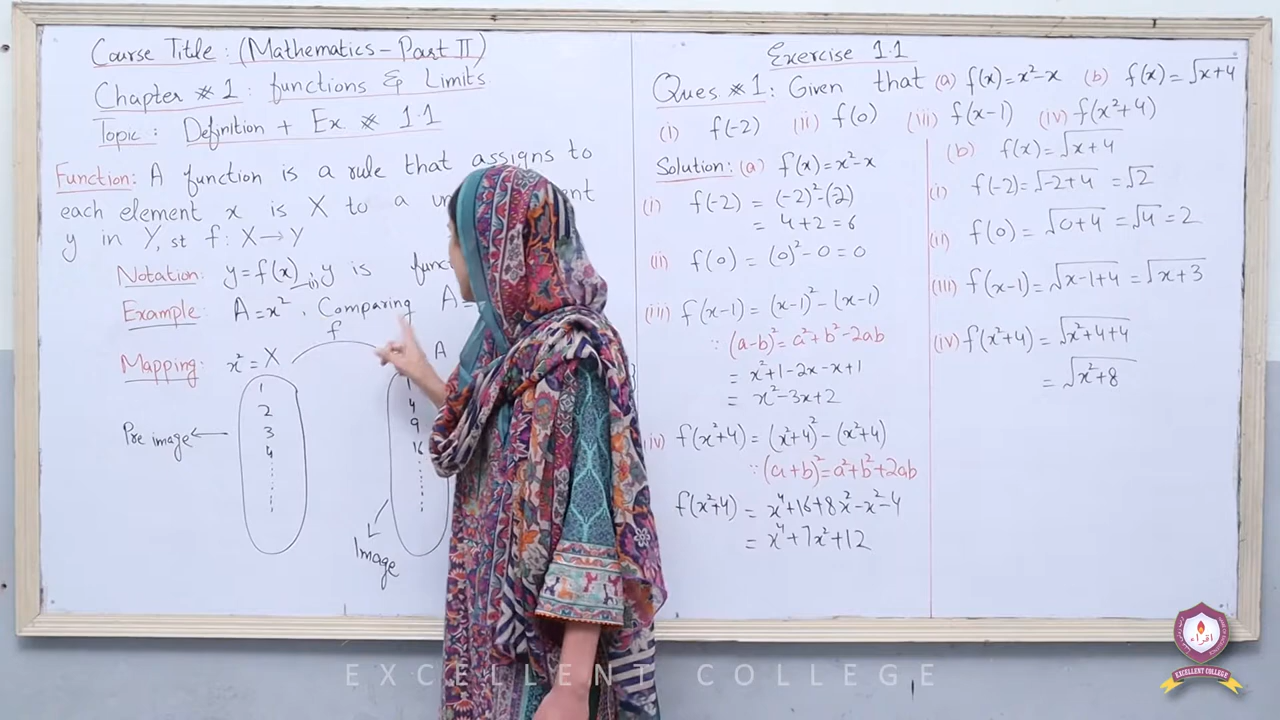 Course Title : (Mathematics - Part II)
Chapter # 1 : functions & Limits
Topic : Definition + Ex. # 1.1
Function: A function is a rule that assigns to
each element x is X to a
y in Y, st f : X → Y
Notation: y = f(x) y is
Example: A = x² , Comparing A =
f
Mapping: x² = X A
1
2
3
4
1
4
9
16
Pre image
Image
Exercise 1.1
Ques # 1 : Given that (a) f(x) = x² - x (b) f(x) = √x+4
(i) f(-2) (ii) f(0) (iii) f(x-1) (iv) f(x²+4)
Solution: (a) f(x) = x² - x
(i) f(-2) = (-2)² - (2)
= 4 + 2 = 6
(ii) f(0) = (0)² - 0 = 0
(iii) f(x-1) = (x-1)² - (x-1)
∵ (a-b)² = a² + b² - 2ab
= x² + 1 - 2x - x + 1
= x² - 3x + 2
(iv) f(x²+4) = (x²+4)² - (x²+4)
∵ (a+b)² = a² + b² + 2ab
f(x²+4) = x⁴ + 16 + 8x² - x² - 4
= x⁴ + 7x² + 12
(b) f(x) = √x+4
(i) f(-2) = √-2+4 = √2
(ii) f(0) = √0+4 = √4 = 2
(iii) f(x-1) = √x-1+4 = √x+3
(iv) f(x²+4) = √x²+4+4
= √x²+8
EXCELLENT COLLEGE
اقراء
EXCELLENT COLLEGE